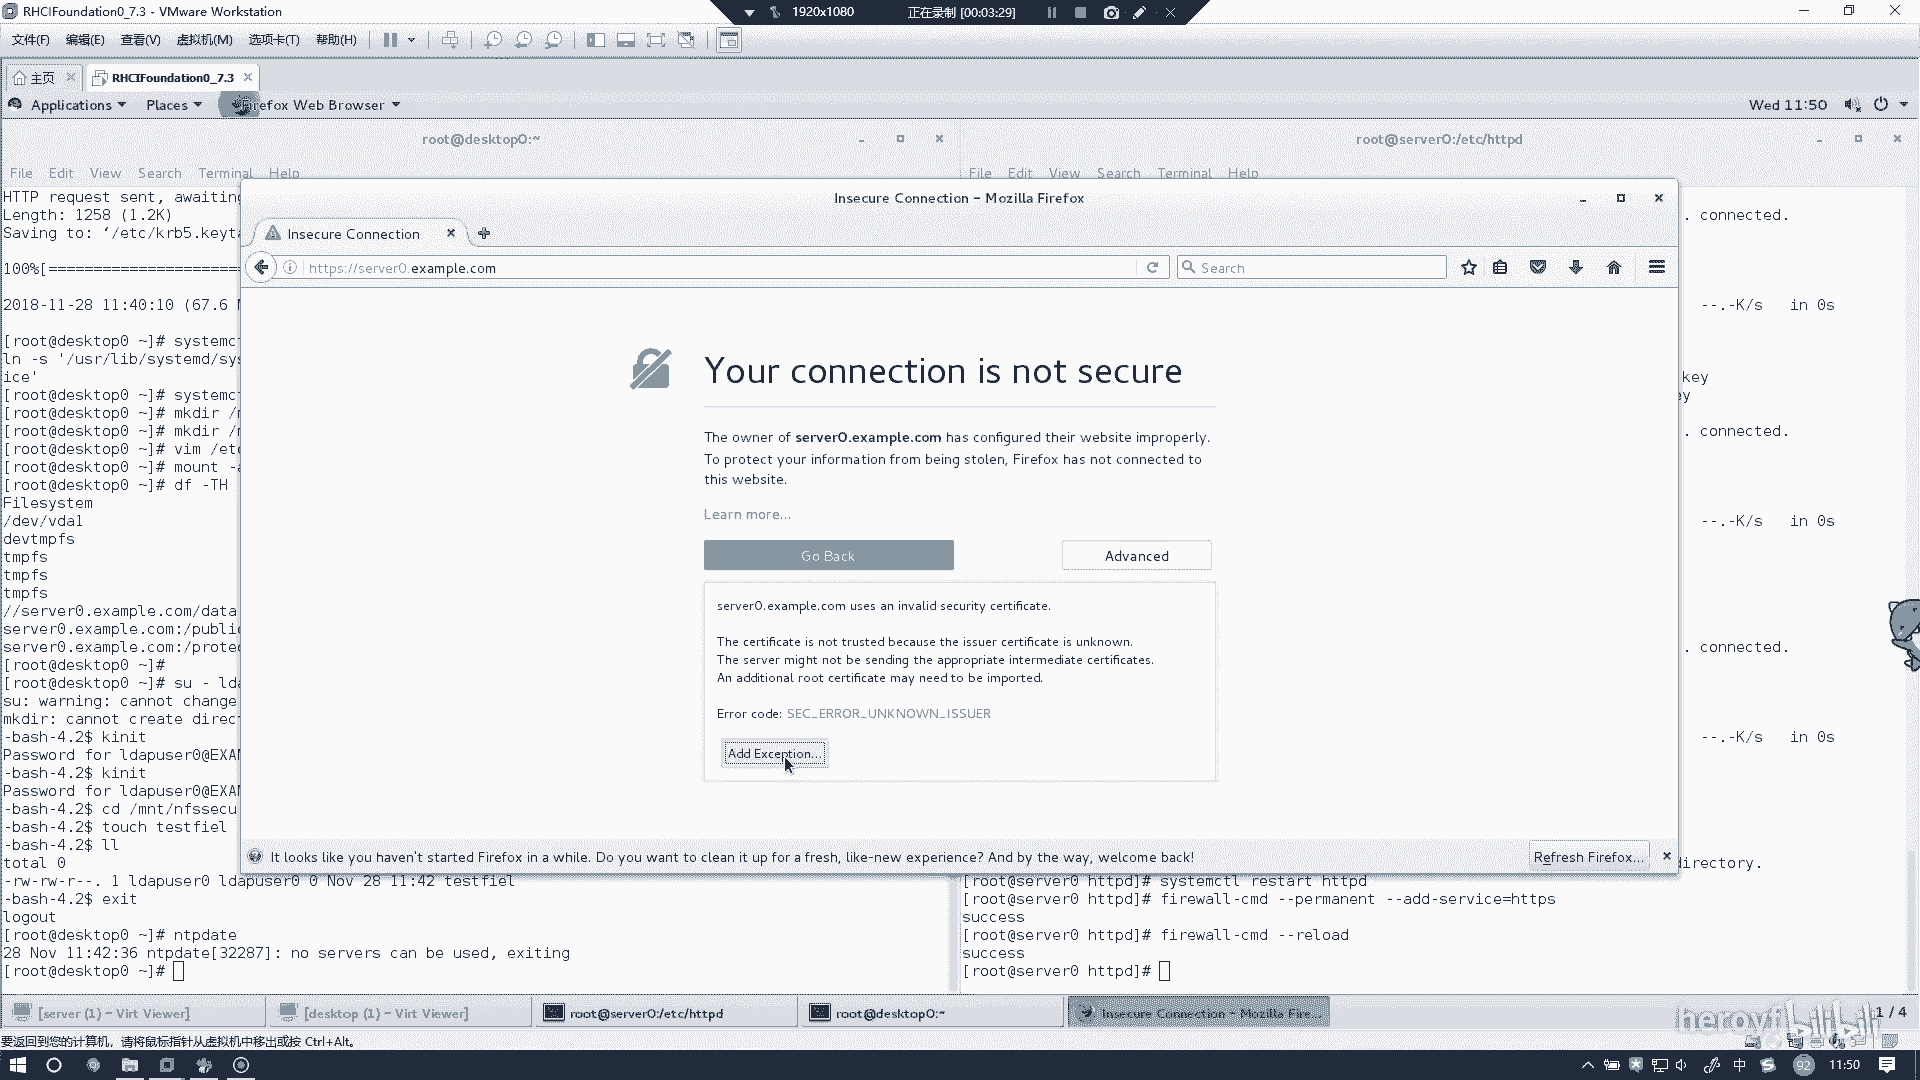 RHCIFoundation0_7.3 - VMware Workstation
1920x1080
正在录制 [00:03:29]
文件(F) 编辑(E) 查看(V) 虚拟机(M) 选项卡(T) 帮助(H)
主页
RHCIFoundation0_7.3
Applications Places Firefox Web Browser
Wed 11:50
root@desktop0:~
root@server0:/etc/httpd
File Edit View Search Terminal Help
File Edit View Search Terminal Help
HTTP request sent, awaiting
Length: 1258 (1.2K)
Saving to: ‘/etc/krb5.keyta
100%[======================
2018-11-28 11:40:10 (67.6
[root@desktop0 ~]# systemc
ln -s '/usr/lib/systemd/sys
ice'
[root@desktop0 ~]# systemc
[root@desktop0 ~]# mkdir /
[root@desktop0 ~]# mkdir /
[root@desktop0 ~]# vim /etc
[root@desktop0 ~]# mount -a
[root@desktop0 ~]# df -TH
Filesystem
/dev/vda1
devtmpfs
tmpfs
tmpfs
tmpfs
//server0.example.com/data
server0.example.com:/publi
server0.example.com:/prote
[root@desktop0 ~]#
[root@desktop0 ~]# su - lda
su: warning: cannot change
mkdir: cannot create direc
-bash-4.2$ kinit
Password for ldapuser0@EXA
-bash-4.2$ kinit
Password for ldapuser0@EXA
-bash-4.2$ cd /mnt/nfssecu
-bash-4.2$ touch testfiel
-bash-4.2$ ll
total 0
-rw-rw-r--. 1 ldapuser0 ldapuser0 0 Nov 28 11:42 testfiel
-bash-4.2$ exit
logout
[root@desktop0 ~]# ntpdate
28 Nov 11:42:36 ntpdate[32287]: no servers can be used, exiting
[root@desktop0 ~]#
Insecure Connection - Mozilla Firefox
Insecure Connection
https://server0.example.com
Search
Your connection is not secure
The owner of server0.example.com has configured their website improperly.
To protect your information from being stolen, Firefox has not connected to
this website.
Learn more...
Go Back
Advanced
server0.example.com uses an invalid security certificate.
The certificate is not trusted because the issuer certificate is unknown.
The server might not be sending the appropriate intermediate certificates.
An additional root certificate may need to be imported.
Error code: SEC_ERROR_UNKNOWN_ISSUER
Add Exception...
It looks like you haven't started Firefox in a while. Do you want to clean it up for a fresh, like-new experience? And by the way, welcome back!
Refresh Firefox...
. connected.
--.-K/s in 0s
key
y
. connected.
--.-K/s in 0s
. connected.
--.-K/s in 0s
directory.
[root@server0 httpd]# systemctl restart httpd
[root@server0 httpd]# firewall-cmd --permanent --add-service=https
success
[root@server0 httpd]# firewall-cmd --reload
success
[root@server0 httpd]#
[server (1) - Virt Viewer]
[desktop (1) - Virt Viewer]
root@server0:/etc/httpd
root@desktop0:~
Insecure Connection - Mozilla Fire...
1 / 4
bilibili
要返回到您的计算机，请将鼠标指针从虚拟机中移出或按 Ctrl+Alt。
中
92
11:50